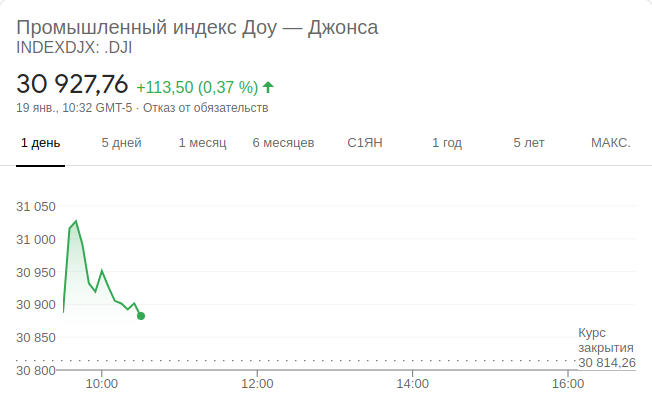 Промышленный индекс Доу — Джонса
INDEXDJX: .DJI
30 927,76 +113,50 (0,37 %)
19 янв., 10:32 GMT-5 · Отказ от обязательств
1 день 5 дней 1 месяц 6 месяцев С1ЯН 1 год 5 лет МАКС.
31 050
31 000
30 950
30 900
30 850
Курс
закрытия
30 814,26
30 800
10:00 12:00 14:00 16:00